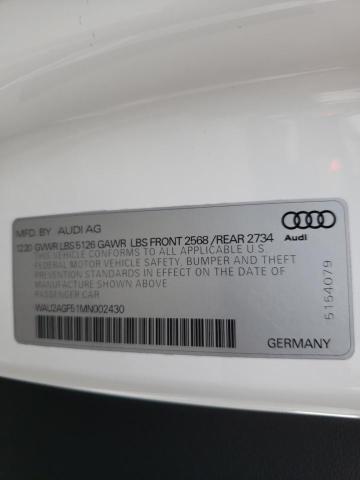 MFD. BY AUDI AG
12.20 GVWR LBS 5126 GAWR LBS FRONT 2568 /REAR 2734
THIS VEHICLE CONFORMS TO ALL APPLICABLE U.S.
FEDERAL MOTOR VEHICLE SAFETY, BUMPER AND THEFT
PREVENTION STANDARDS IN EFFECT ON THE DATE OF
MANUFACTURE SHOWN ABOVE
PASSENGER CAR
WAU2AGF51MN002430
Audi
5154079
GERMANY